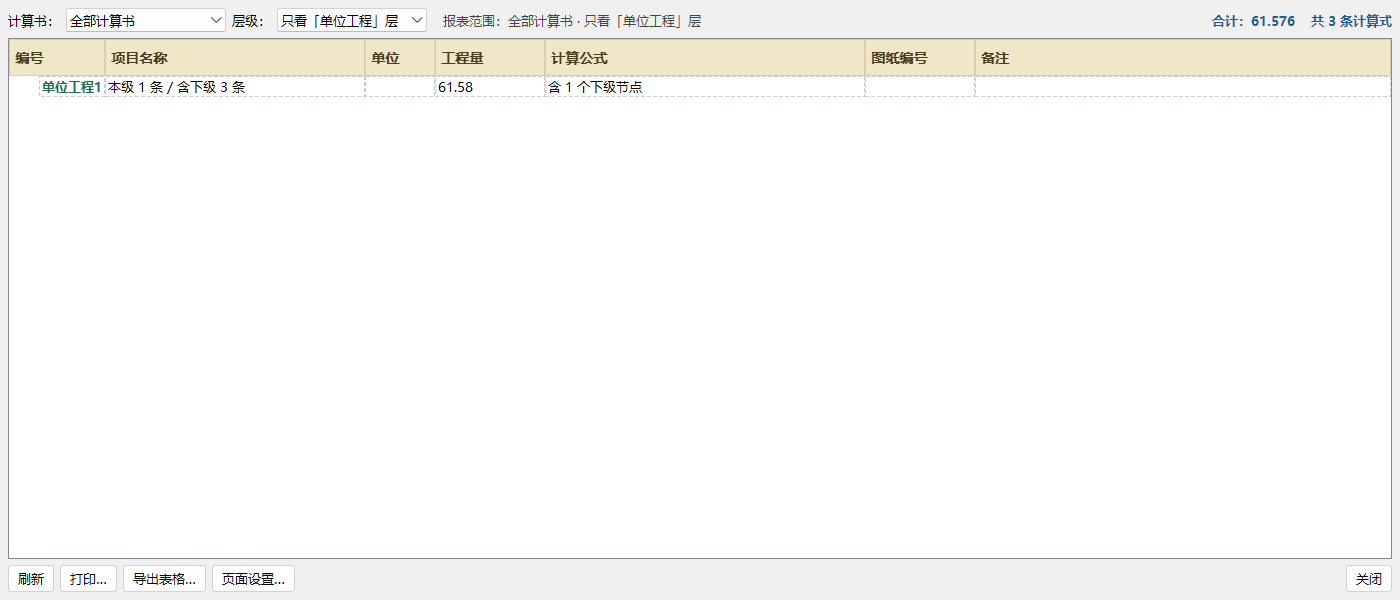 计算书： 全部计算书 层级： 只看「单位工程」层 报表范围：全部计算书 · 只看「单位工程」层 合计：61.576 共 3 条计算式
编号 项目名称 单位 工程量 计算公式 图纸编号 备注
单位工程1 本级 1 条 / 含下级 3 条 61.58 含 1 个下级节点
刷新 打印... 导出表格... 页面设置... 关闭